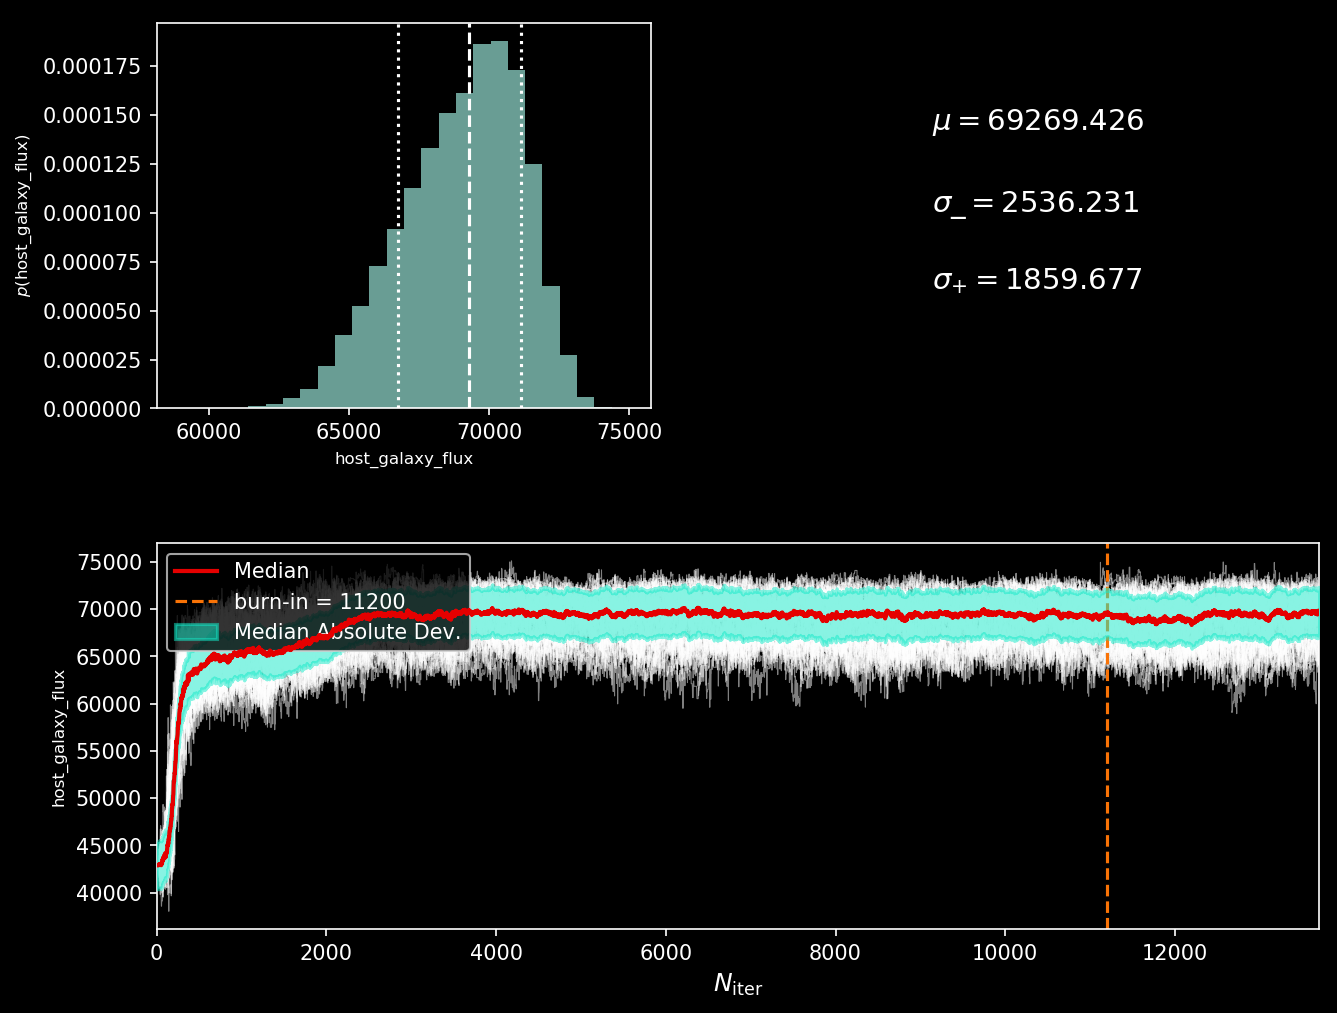 0.000175
0.000150
0.000125
0.000100
0.000075
0.000050
0.000025
0.000000
p(host_galaxy_flux)
60000 65000 70000 75000
host_galaxy_flux
μ = 69269.426
σ_ = 2536.231
σ+ = 1859.677
75000
70000
65000
60000
55000
50000
45000
40000
host_galaxy_flux
Median
burn-in = 11200
Median Absolute Dev.
0 2000 4000 6000 8000 10000 12000
Niter